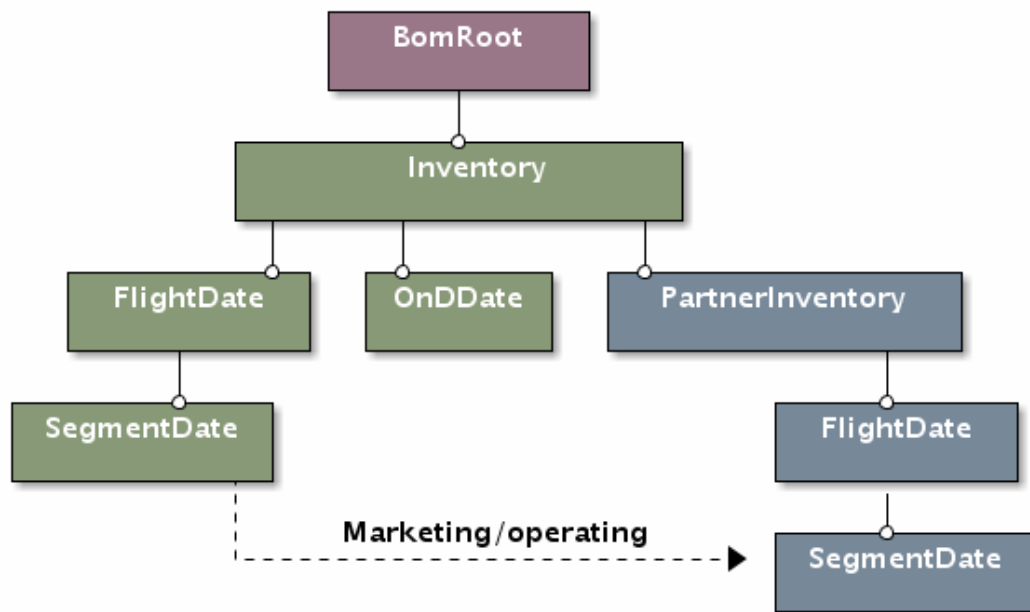 BomRoot
Inventory
FlightDate
OnDDate
PartnerInventory
SegmentDate
FlightDate
Marketing/operating
SegmentDate